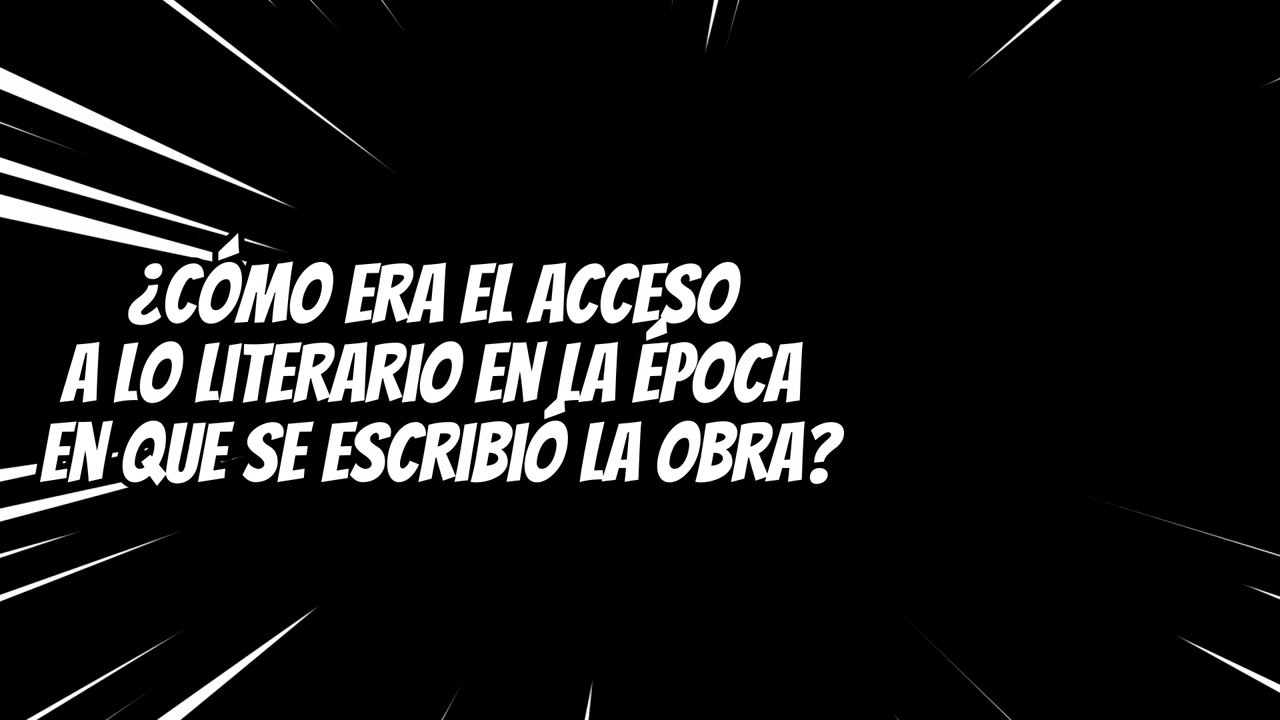 ¿CÓMO ERA EL ACCESO
A LO LITERARIO EN LA ÉPOCA
EN QUE SE ESCRIBIÓ LA OBRA?